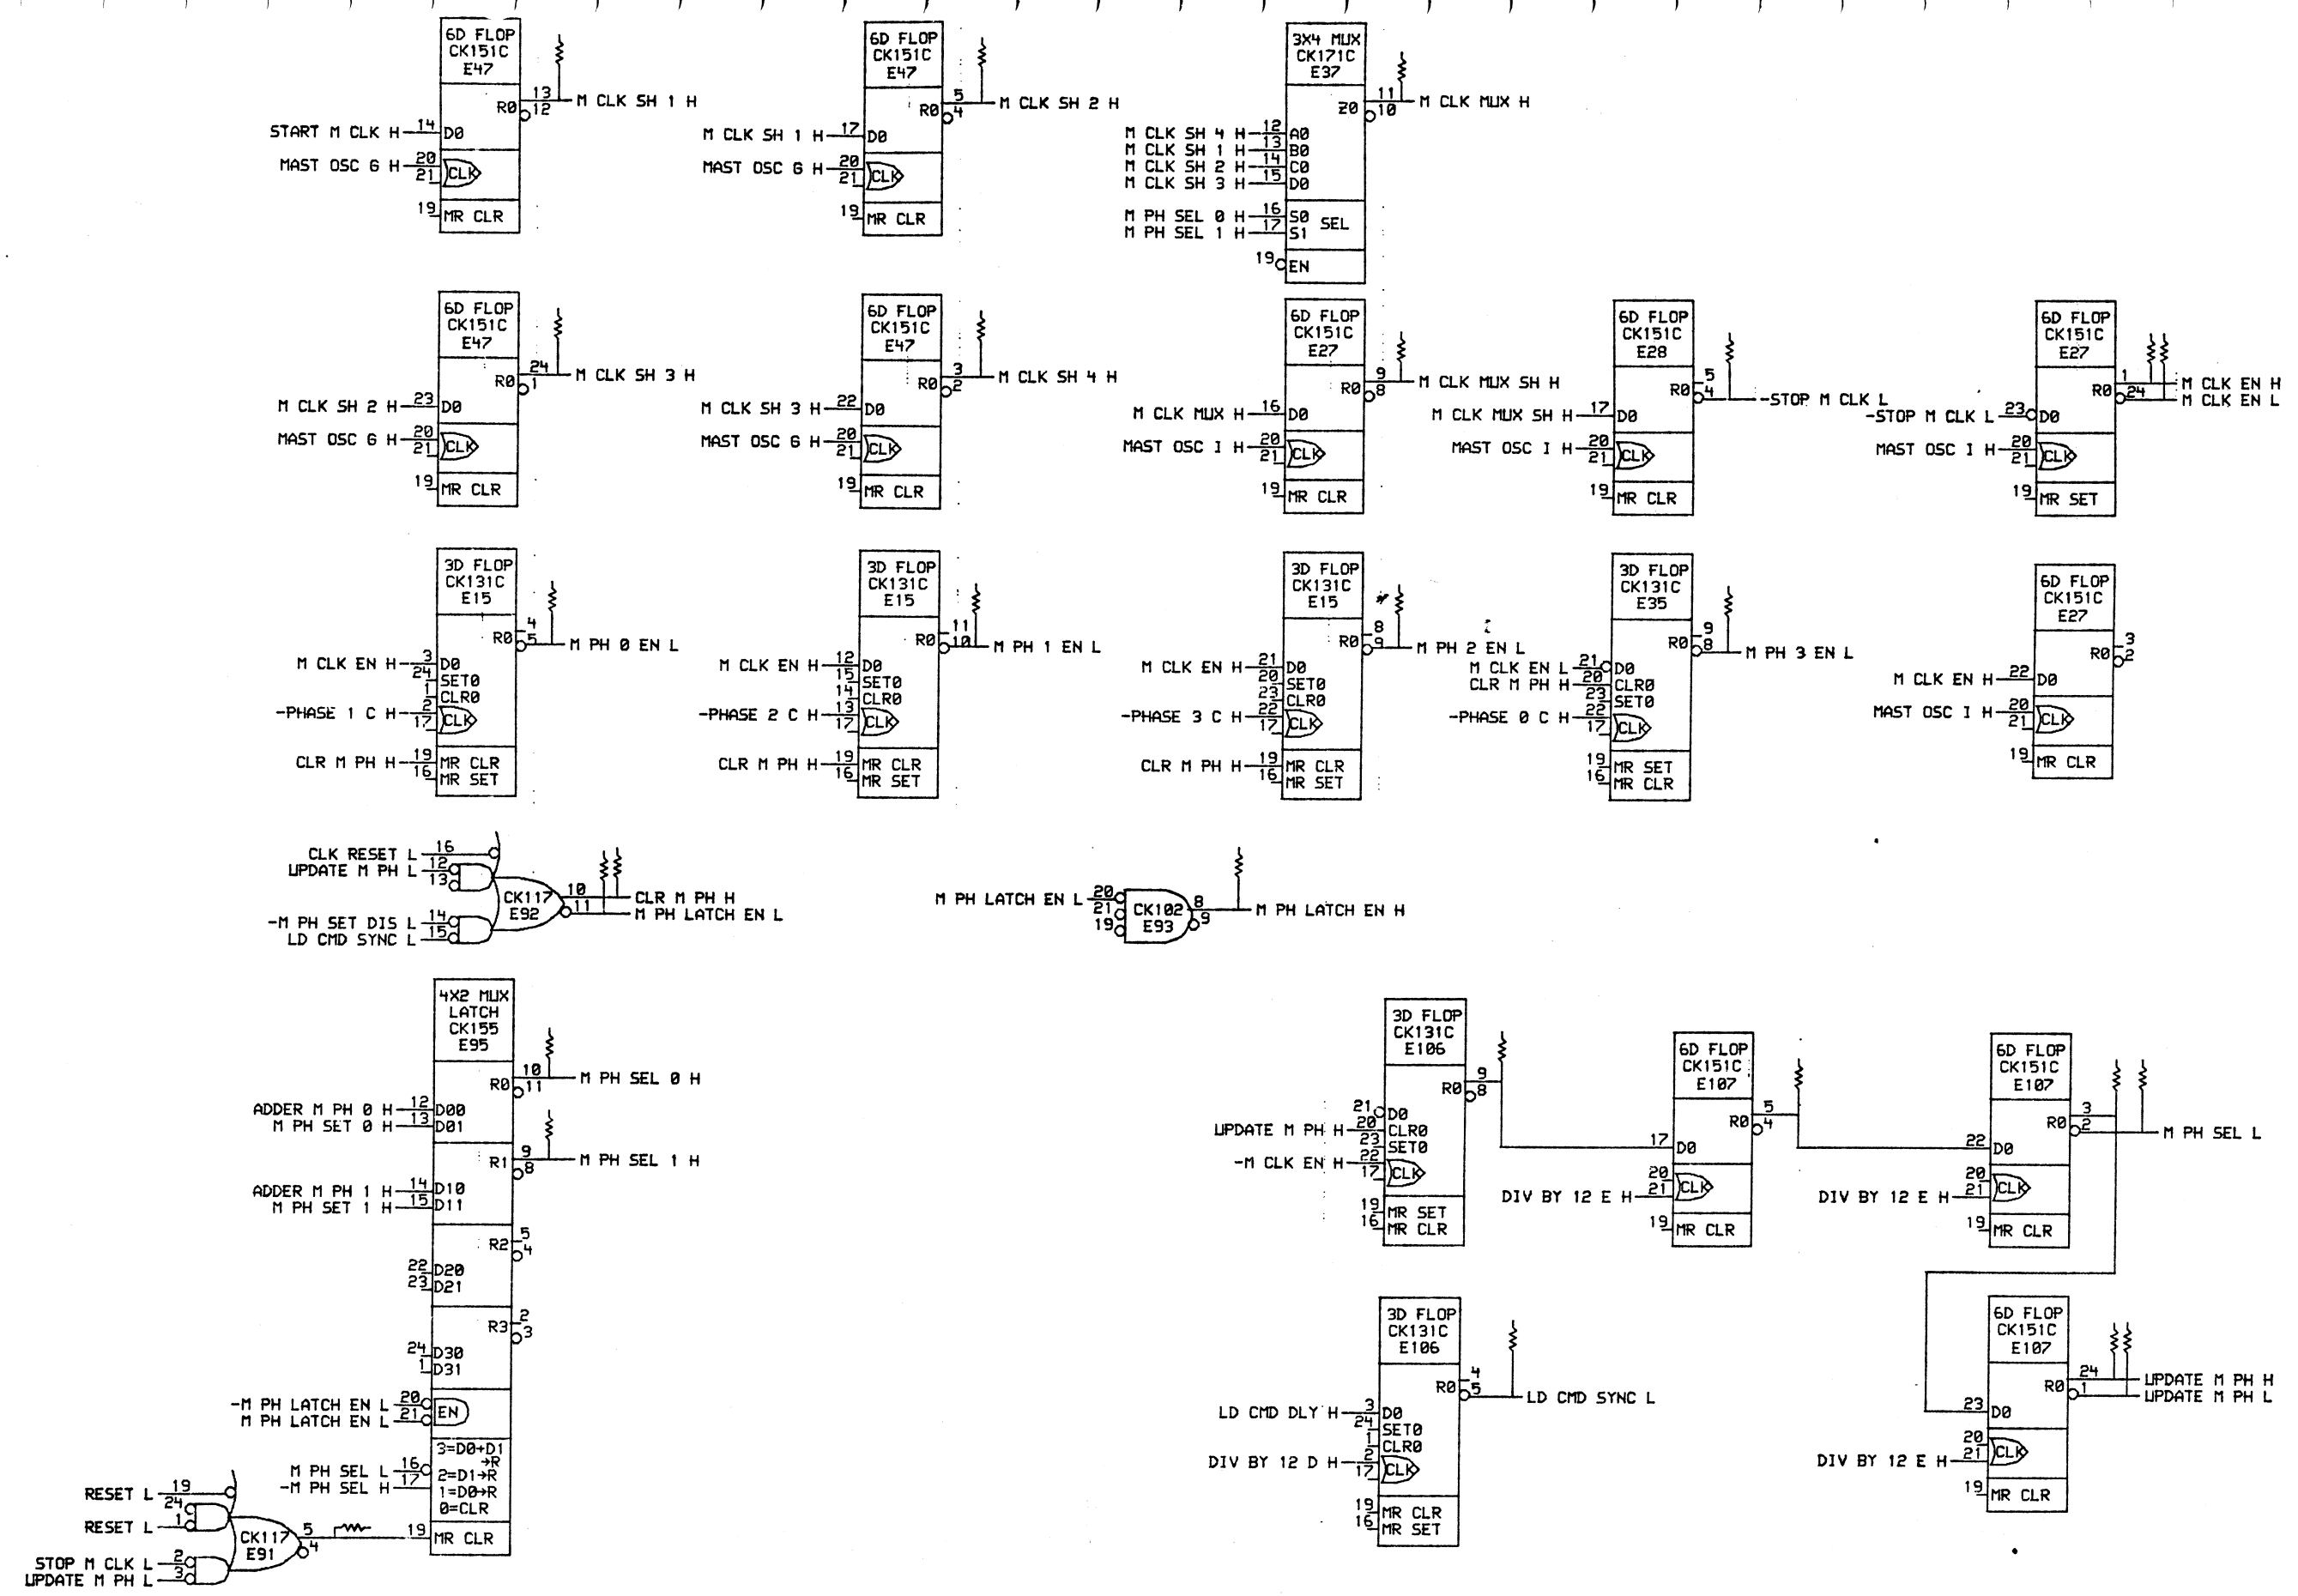 6D FLOP
CK151C
E47
R0
13
12
M CLK SH 1 H
START M CLK H
14
D0
MAST OSC G H
20
21
CLK
19
MR CLR
6D FLOP
CK151C
E47
R0
5
4
M CLK SH 2 H
M CLK SH 1 H
17
D0
MAST OSC G H
20
21
CLK
19
MR CLR
3X4 MUX
CK171C
E37
Z0
11
10
M CLK MUX H
M CLK SH 4 H 12 A0
M CLK SH 1 H 13 B0
M CLK SH 2 H 14 C0
M CLK SH 3 H 15 D0
M PH SEL 0 H 16 S0
M PH SEL 1 H 17 S1
SEL
19
EN
6D FLOP
CK151C
E47
R0
24
1
M CLK SH 3 H
M CLK SH 2 H
23
D0
MAST OSC G H
20
21
CLK
19
MR CLR
6D FLOP
CK151C
E47
R0
3
2
M CLK SH 4 H
M CLK SH 3 H
22
D0
MAST OSC G H
20
21
CLK
19
MR CLR
6D FLOP
CK151C
E27
R0
9
8
M CLK MUX SH H
M CLK MUX H
16
D0
MAST OSC I H
20
21
CLK
19
MR CLR
6D FLOP
CK151C
E28
R0
5
4
-STOP M CLK L
M CLK MUX SH H
17
D0
MAST OSC I H
20
21
CLK
19
MR CLR
6D FLOP
CK151C
E27
R0
1
24
M CLK EN H
M CLK EN L
-STOP M CLK L
23
D0
MAST OSC I H
20
21
CLK
19
MR SET
3D FLOP
CK131C
E15
R0
4
5
M PH 0 EN L
M CLK EN H
3
D0
24
SET0
1
CLR0
-PHASE 1 C H
2
17
CLK
CLR M PH H
19
MR CLR
16
MR SET
3D FLOP
CK131C
E15
R0
11
10
M PH 1 EN L
M CLK EN H
12
D0
15
SET0
14
CLR0
-PHASE 2 C H
13
17
CLK
CLR M PH H
19
MR CLR
16
MR SET
3D FLOP
CK131C
E15
R0
8
9
M PH 2 EN L
M CLK EN H
21
D0
20
SET0
23
CLR0
-PHASE 3 C H
22
17
CLK
CLR M PH H
19
MR CLR
16
MR SET
3D FLOP
CK131C
E35
R0
9
8
M PH 3 EN L
M CLK EN L
21
D0
CLR M PH H
20
CLR0
23
SET0
-PHASE 0 C H
22
17
CLK
19
MR SET
16
MR CLR
6D FLOP
CK151C
E27
R0
3
2
M CLK EN H
22
D0
MAST OSC I H
20
21
CLK
19
MR CLR
CLK RESET L
16
UPDATE M PH L
12
13
CK117
E92
10
CLR M PH H
11
M PH LATCH EN L
-M PH SET DIS L
14
LD CMD SYNC L
15
M PH LATCH EN L
20
21
19
CK102
E93
8
9
M PH LATCH EN H
4X2 MUX
LATCH
CK155
E95
R0
10
11
M PH SEL 0 H
ADDER M PH 0 H
12
D00
M PH SET 0 H
13
D01
R1
9
8
M PH SEL 1 H
ADDER M PH 1 H
14
D10
M PH SET 1 H
15
D11
R2
5
4
22
D20
23
D21
R3
2
3
24
D30
1
D31
-M PH LATCH EN L
20
M PH LATCH EN L
21
EN
3=D0+D1
→R
M PH SEL L
16
2=D1→R
-M PH SEL H
17
1=D0→R
0=CLR
19
MR CLR
RESET L
19
24
RESET L
1
CK117
E91
5
4
STOP M CLK L
2
UPDATE M PH L
3
3D FLOP
CK131C
E106
R0
9
8
21
D0
UPDATE M PH H
20
CLR0
23
SET0
-M CLK EN H
22
17
CLK
19
MR SET
16
MR CLR
6D FLOP
CK151C
E107
R0
5
4
17
D0
20
DIV BY 12 E H
21
CLK
19
MR CLR
6D FLOP
CK151C
E107
R0
3
2
M PH SEL L
22
D0
20
DIV BY 12 E H
21
CLK
19
MR CLR
3D FLOP
CK131C
E106
R0
4
5
LD CMD SYNC L
LD CMD DLY H
3
D0
24
SET0
1
CLR0
DIV BY 12 D H
2
17
CLK
19
MR CLR
16
MR SET
6D FLOP
CK151C
E107
R0
24
1
UPDATE M PH H
UPDATE M PH L
23
D0
20
DIV BY 12 E H
21
CLK
19
MR CLR